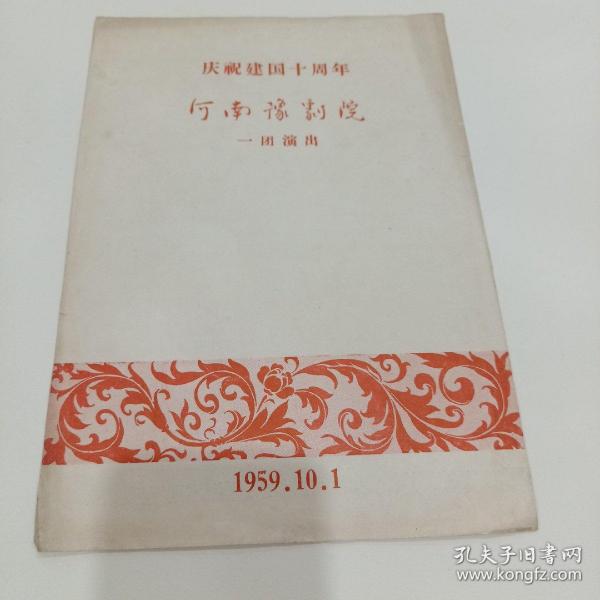 庆祝建国十周年
河南豫剧院
一团演出
1959.10.1
孔夫子旧书网
www.kongfz.com